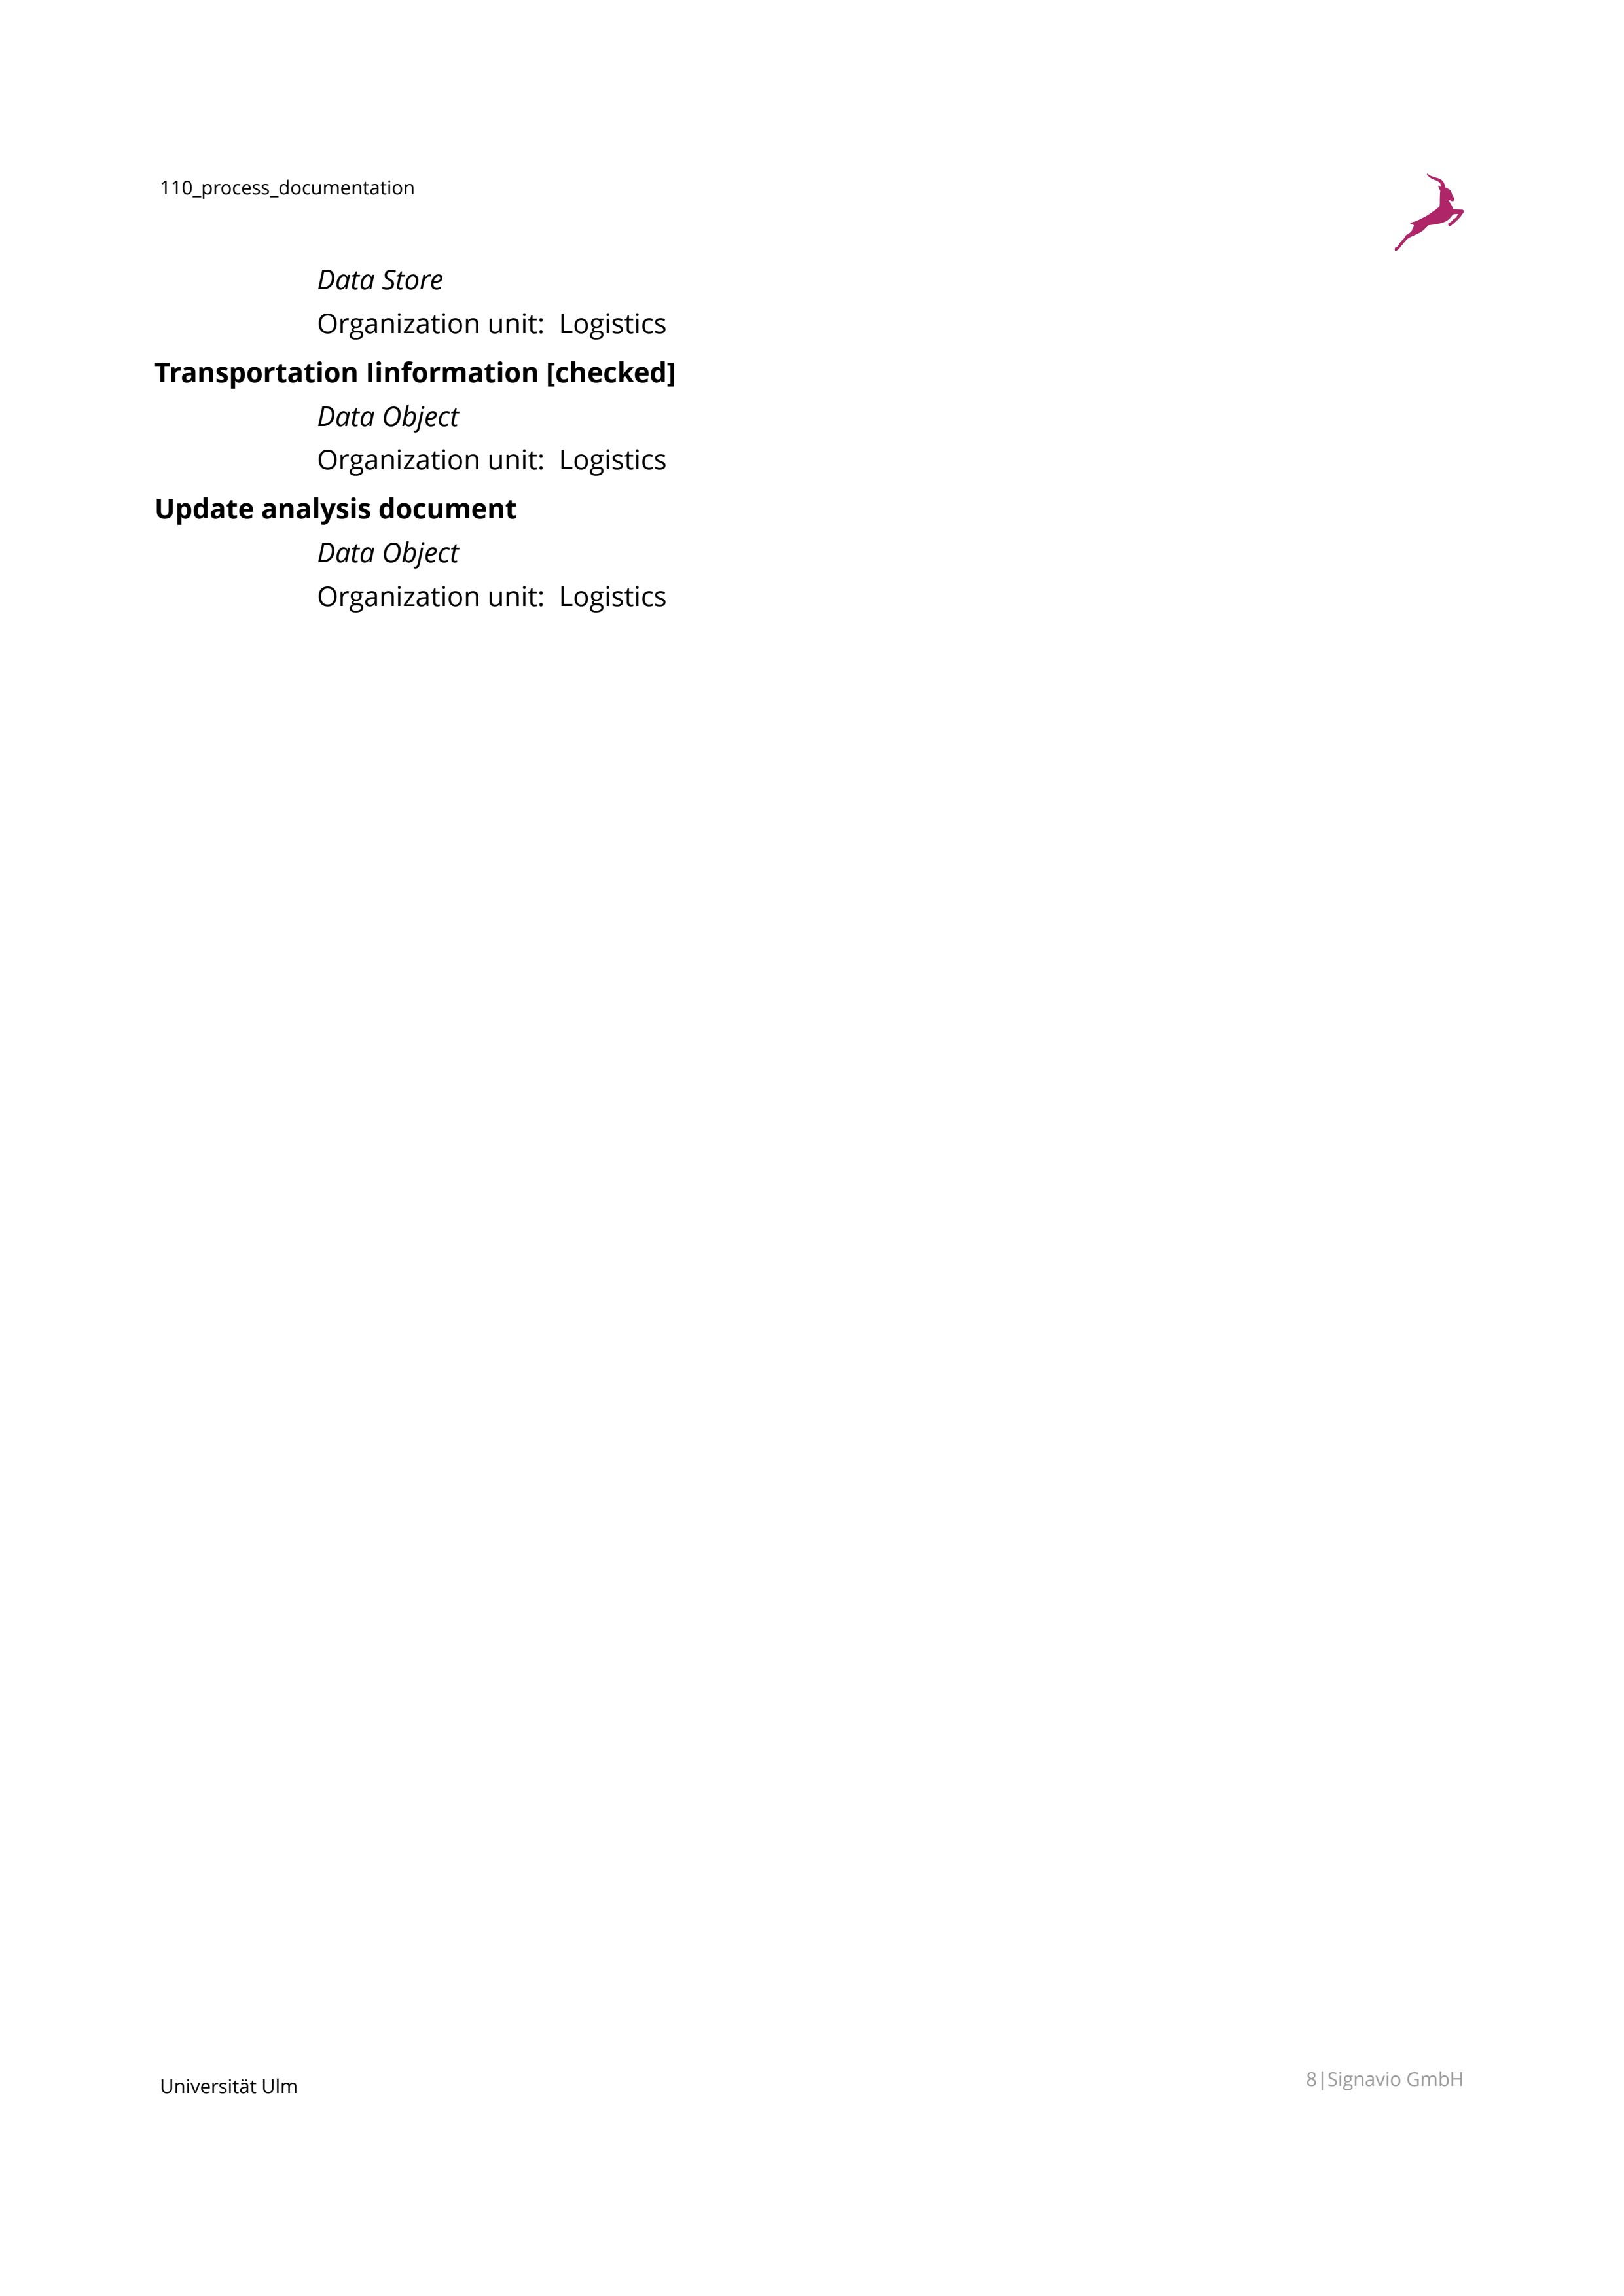 110_process_documentation
Data Store
Organization unit:  Logistics
Transportation Iinformation [checked]
Data Object
Organization unit:  Logistics
Update analysis document
Data Object
Organization unit:  Logistics
Universität Ulm
8|Signavio GmbH